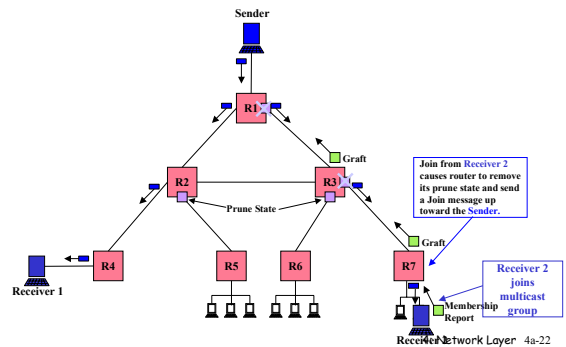 Sender
R1
Graft
Join from Receiver 2
causes router to remove
its prune state and send
a Join message up
toward the Sender.
R2
R3
Prune State
Graft
R4
R5
R6
R7
Receiver 1
Receiver 2
joins
multicast
group
Membership
Report
Receiver 2
4: Network Layer 4a-22